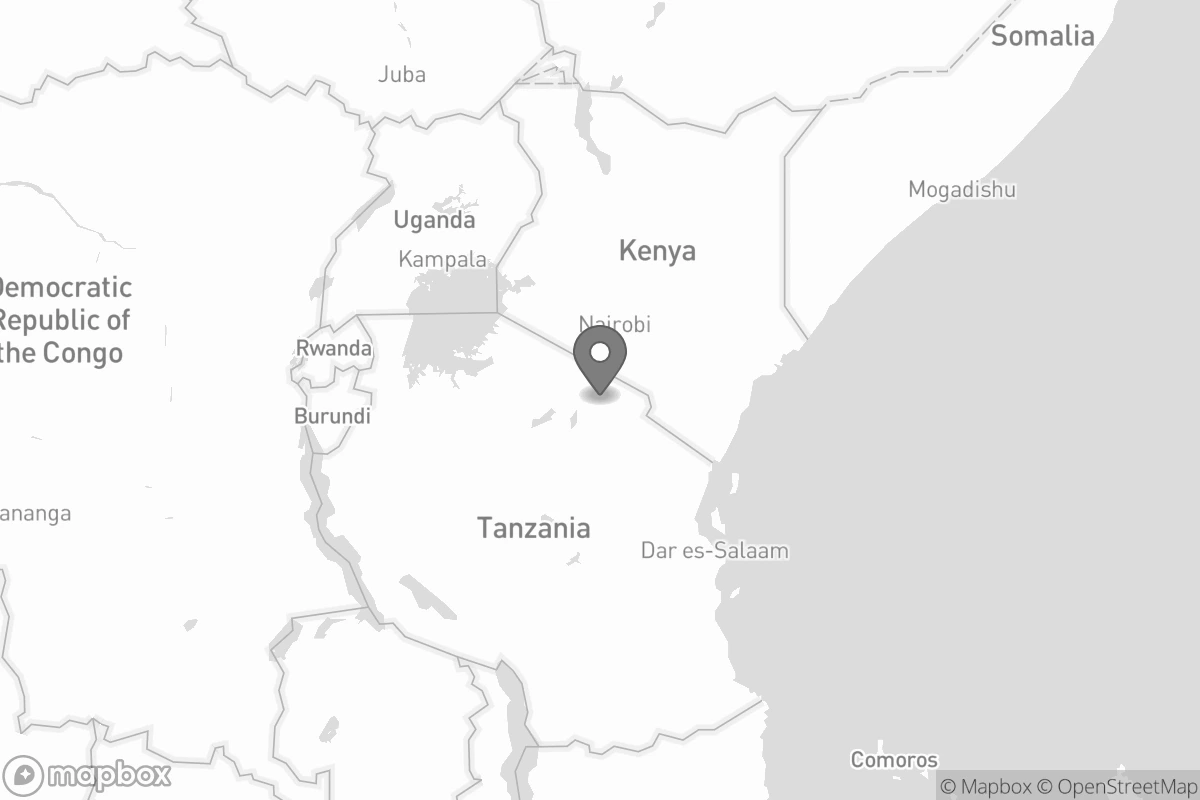 Somalia
Juba
Mogadishu
Uganda
Kenya
Kampala
Democratic
Republic of
the Congo
Nairobi
Rwanda
Burundi
ananga
Tanzania
Dar es-Salaam
Comoros
mapbox
© Mapbox © OpenStreetMap